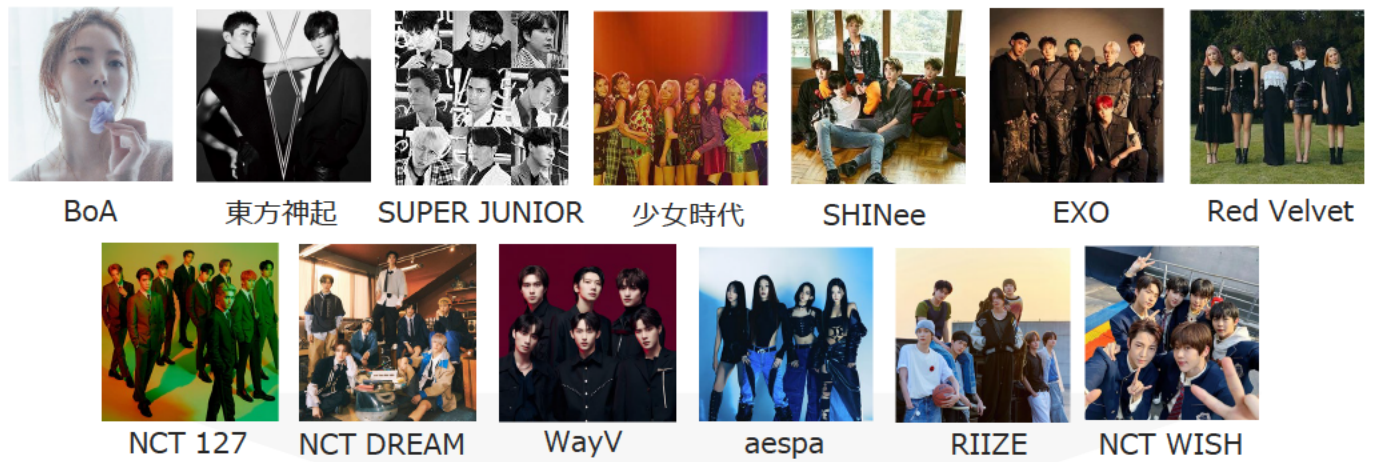 BoA
東方神起
SUPER JUNIOR
少女時代
SHINee
EXO
Red Velvet
NCT 127
NCT DREAM
WayV
aespa
RIIZE
NCT WISH